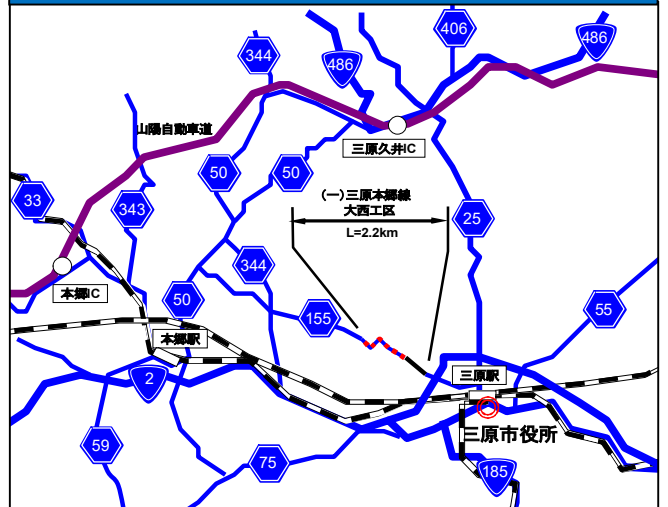 406
344
486
486
山陽自動車道
三原久井IC
50
50
33
343
(一)三原本郷線
大西工区
L=2.2km
25
344
本郷IC
50
155
55
本郷駅
三原駅
2
三原市役所
59
75
185